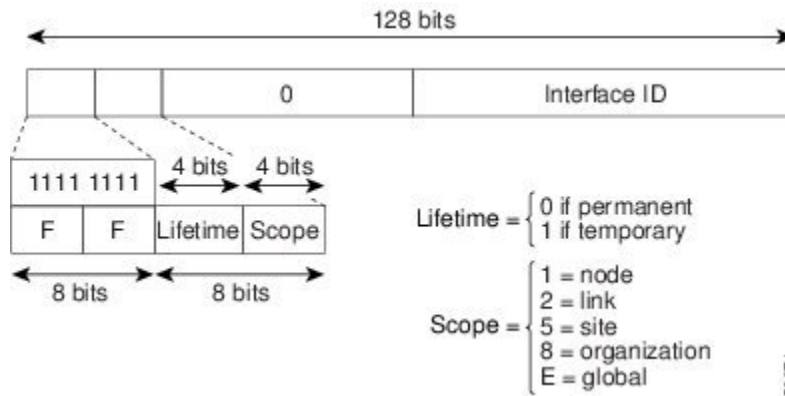 128 bits
0 Interface ID
4 bits 4 bits
1111 1111
F F Lifetime Scope
8 bits 8 bits
Lifetime = 0 if permanent
1 if temporary
Scope = 1 = node
2 = link
5 = site
8 = organization
E = global